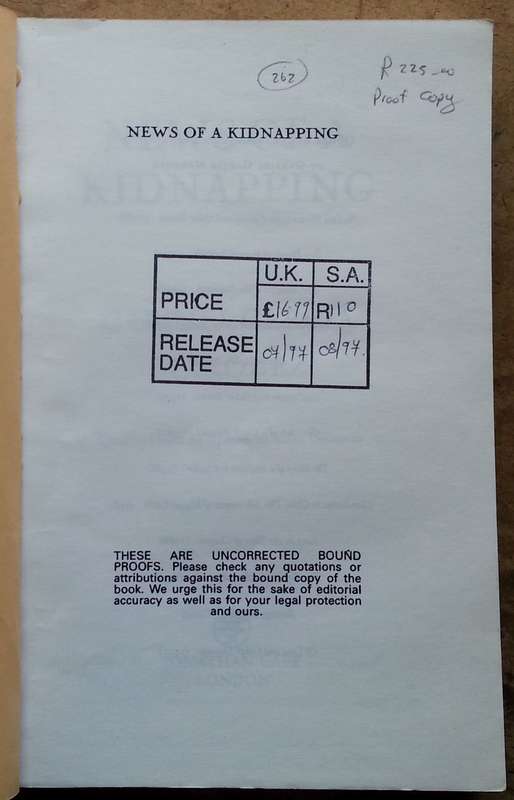 262
R 225-00
Proof Copy
NEWS OF A KIDNAPPING
U.K. S.A.
PRICE £16.99 R110
RELEASE DATE 07/97 08/97.
THESE ARE UNCORRECTED BOUND
PROOFS. Please check any quotations or
attributions against the bound copy of the
book. We urge this for the sake of editorial
accuracy as well as for your legal protection
and ours.